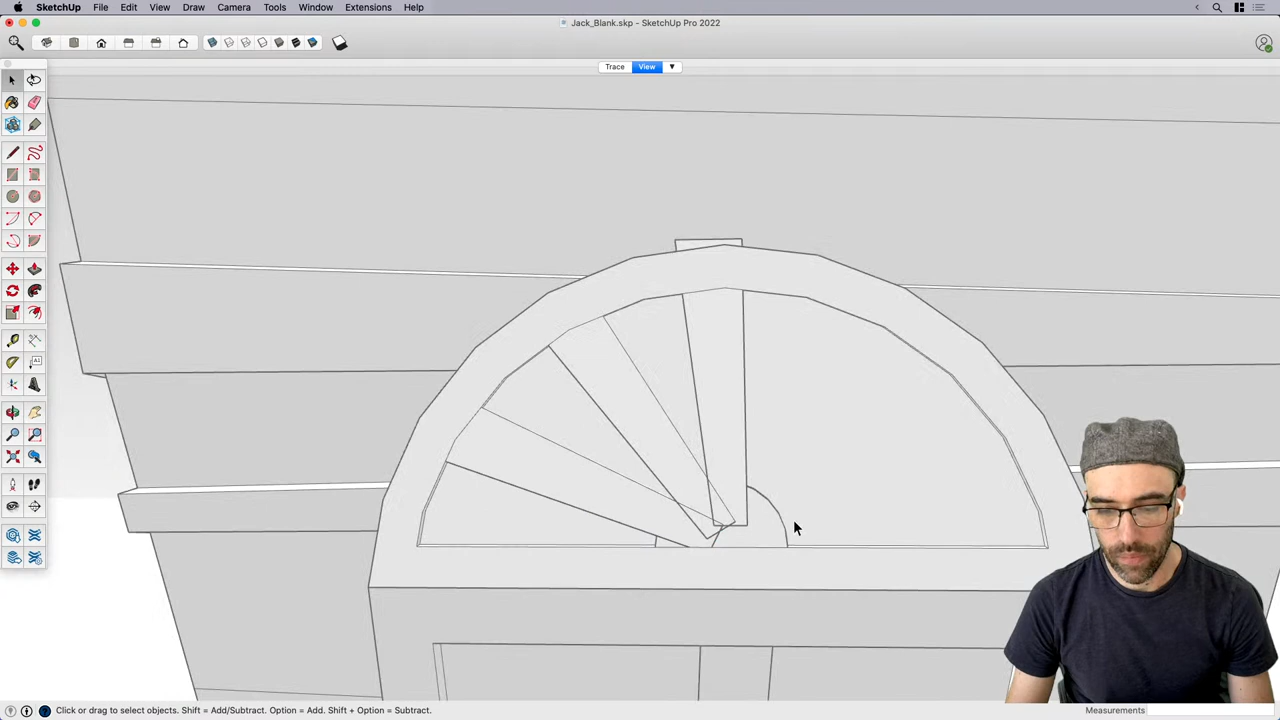 SketchUp File Edit View Draw Camera Tools Window Extensions Help
Jack_Blank.skp - SketchUp Pro 2022
Trace View
A1
Click or drag to select objects. Shift = Add/Subtract. Option = Add. Shift + Option = Subtract. Measurements